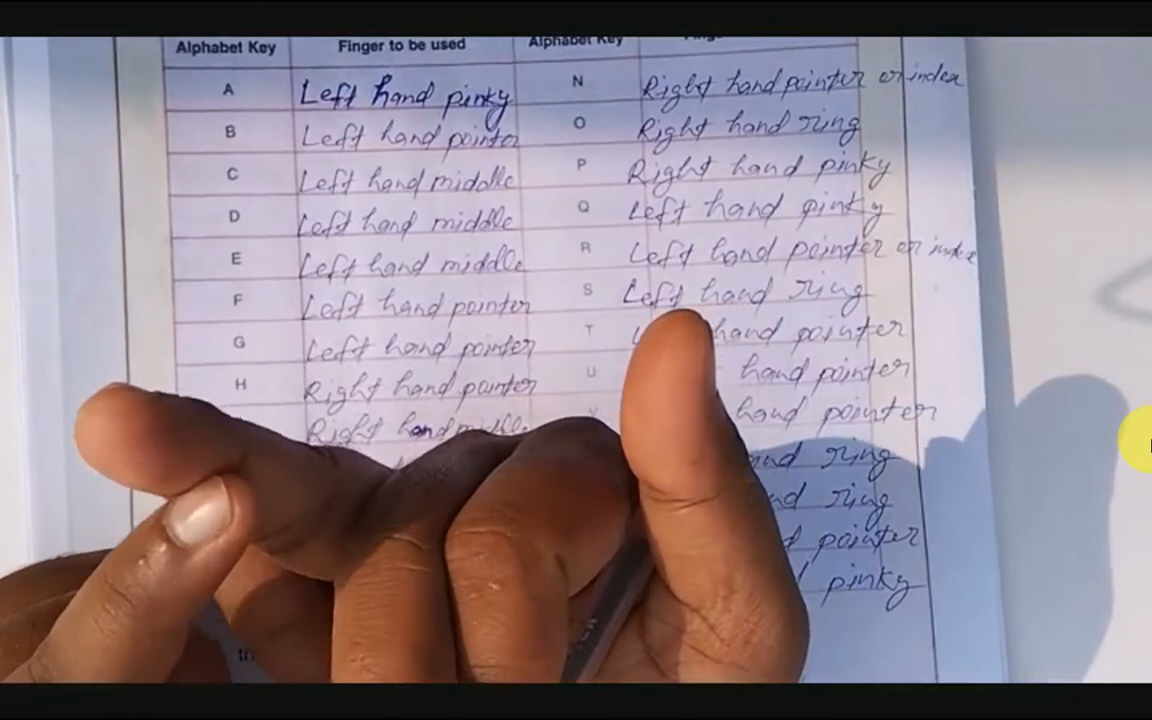 Alphabet Key Finger to be used Alphabet Key
A Left hand pinky N Right hand pointer or index
B Left hand pointer O Right hand ring
C Left hand middle P Right hand pinky
D Left hand middle Q Left hand pinky
E Left hand middle R Left hand pointer or index
F Left hand pointer S Left hand ring
G Left hand pointer T hand pointer
H Right hand pointer U hand pointer
Right hand middle V hand pointer
ring
ring
pointer
pinky